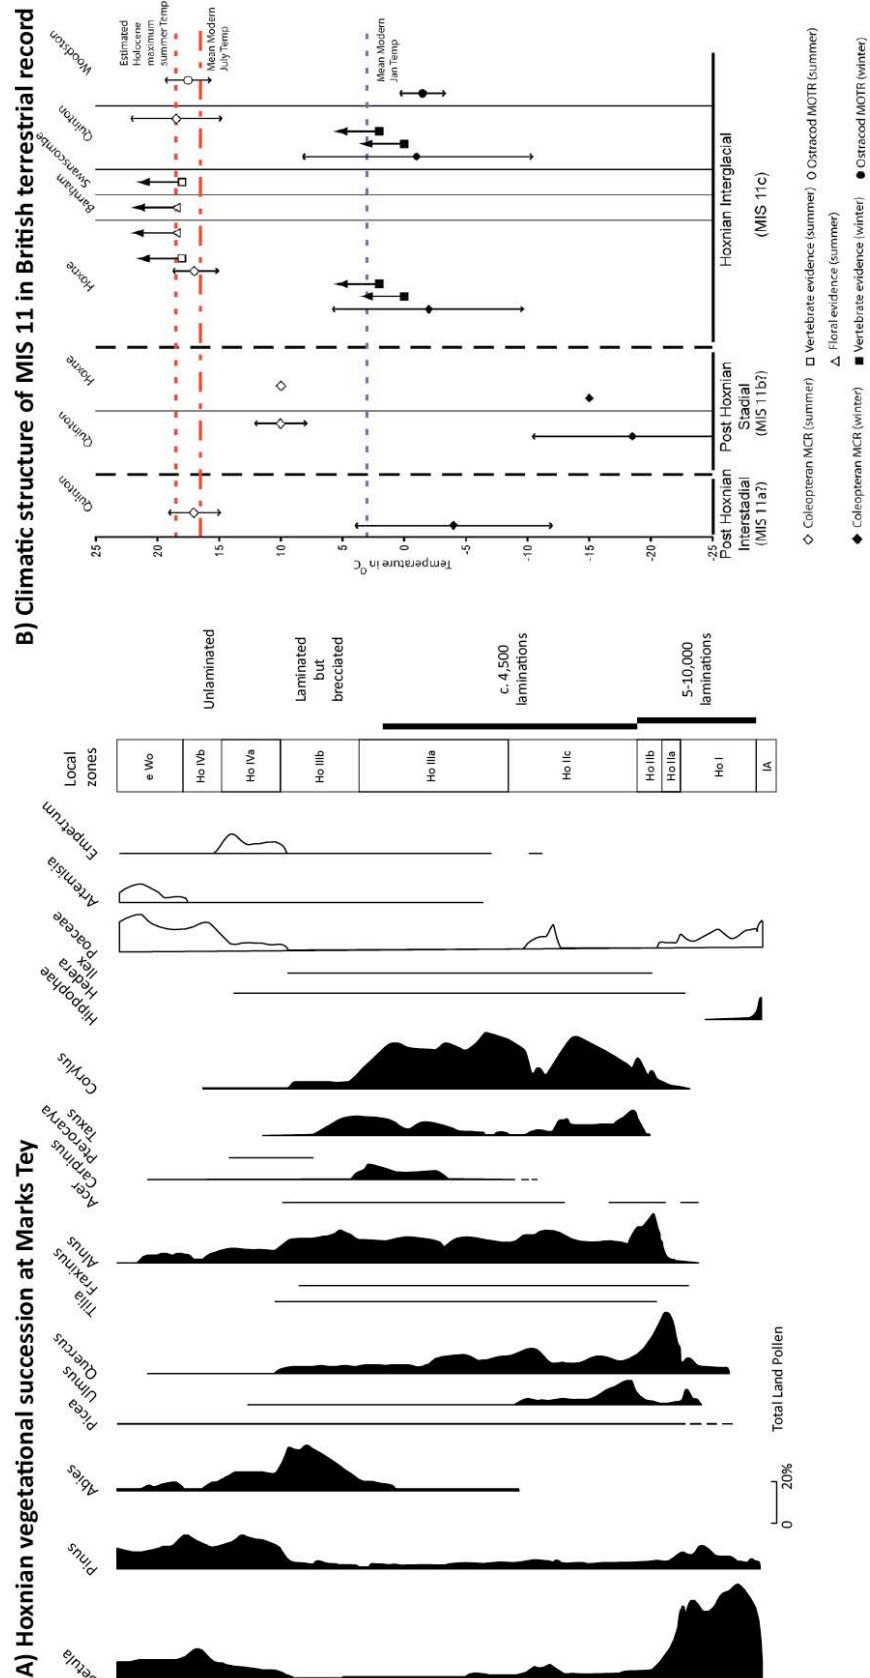 A) Hoxnian vegetational succession at Marks Tey
etula
Pinus
Abies
Picea
Ulmus
Quercus
Tilia
Fraxinus
Alnus
Acer
Carpinus
Pterocarya
Taxus
Corylus
Hippophae
Hedera
Ilex
Poaceae
Artemisia
Empetrum
Local
zones
e Wo
Ho IVb
Ho IVa
Ho IIIb
Ho IIIa
Ho IIc
Ho IIb
Ho IIa
Ho I
lA
Unlaminated
Laminated
but
brecciated
c. 4,500
laminations
5-10,000
laminations
0 20%
Total Land Pollen
B) Climatic structure of MIS 11 in British terrestrial record
Temperature in °C
25
20
15
10
5
0
-5
-10
-15
-20
-25
Quinton
Quinton
Hoxne
Hoxne
Barnham
Swanscombe
Quinton
Woodston
Estimated
Holocene
maximum
summer Temp
Mean Modern
July Temp
Mean Modern
Jan Temp
Post Hoxnian
Interstadial
(MIS 11a?)
Post Hoxnian
Stadial
(MIS 11b?)
Hoxnian Interglacial
(MIS 11c)
Coleopteran MCR (summer)
Vertebrate evidence (summer)
Ostracod MOTR (summer)
Floral evidence (summer)
Coleopteran MCR (winter)
Vertebrate evidence (winter)
Ostracod MOTR (winter)